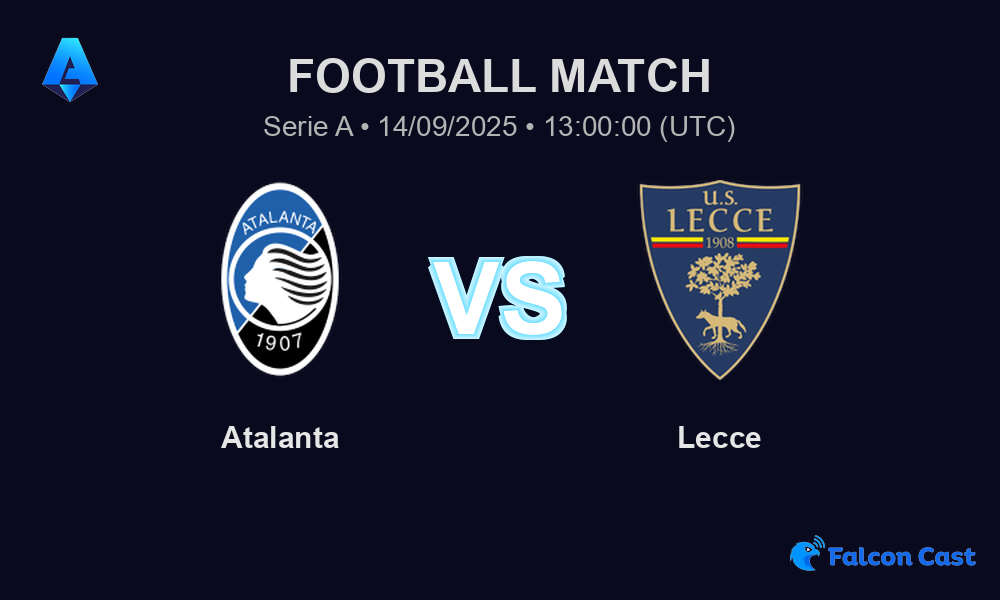 FOOTBALL MATCH
Serie A • 14/09/2025 • 13:00:00 (UTC)
ATALANTA
1907
VS
U.S.
LECCE
1908
Atalanta
Lecce
Falcon Cast